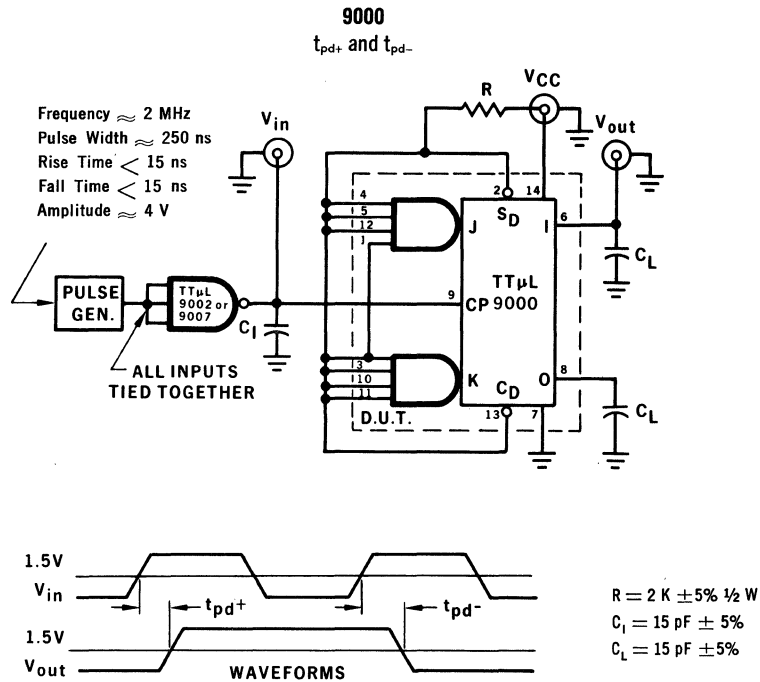 9000
tpd+ and tpd−
Frequency ≈ 2 MHz
Pulse Width ≈ 250 ns
Rise Time < 15 ns
Fall Time < 15 ns
Amplitude ≈ 4 V
Vin
R
VCC
Vout
4
5
12
1
J
2
SD
14
I
6
CL
PULSE
GEN.
TTμL
9002 or
9007
CI
9
CP
TTμL
9000
ALL INPUTS
TIED TOGETHER
3
10
11
K
D.U.T.
13
CD
7
O
8
CL
1.5V
Vin
tpd+
tpd-
1.5V
Vout
WAVEFORMS
R = 2 K ±5% ½ W
CI = 15 pF ± 5%
CL = 15 pF ±5%